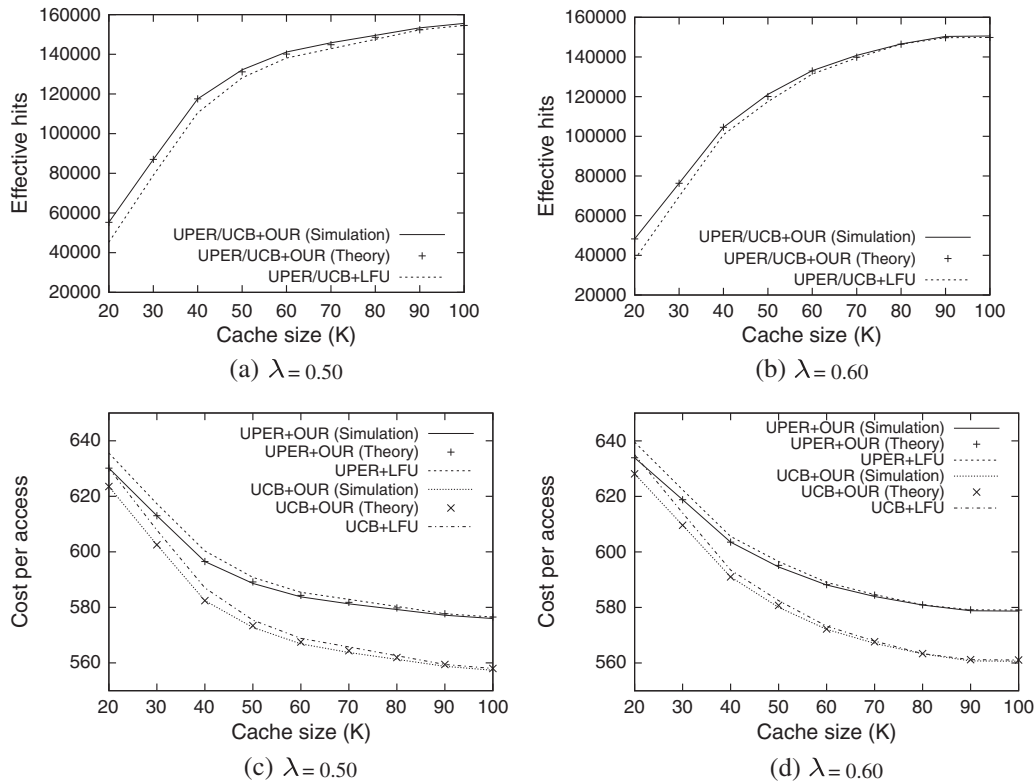 Effective hits
160000
140000
120000
100000
80000
60000
40000
20000
UPER/UCB+OUR (Simulation)
UPER/UCB+OUR (Theory)
UPER/UCB+LFU
20 30 40 50 60 70 80 90 100
Cache size (K)
(a) λ = 0.50
Effective hits
160000
140000
120000
100000
80000
60000
40000
20000
UPER/UCB+OUR (Simulation)
UPER/UCB+OUR (Theory)
UPER/UCB+LFU
20 30 40 50 60 70 80 90 100
Cache size (K)
(b) λ = 0.60
Cost per access
640
620
600
580
560
UPER+OUR (Simulation)
UPER+OUR (Theory)
UPER+LFU
UCB+OUR (Simulation)
UCB+OUR (Theory)
UCB+LFU
20 30 40 50 60 70 80 90 100
Cache size (K)
(c) λ = 0.50
Cost per access
640
620
600
580
560
UPER+OUR (Simulation)
UPER+OUR (Theory)
UPER+LFU
UCB+OUR (Simulation)
UCB+OUR (Theory)
UCB+LFU
20 30 40 50 60 70 80 90 100
Cache size (K)
(d) λ = 0.60